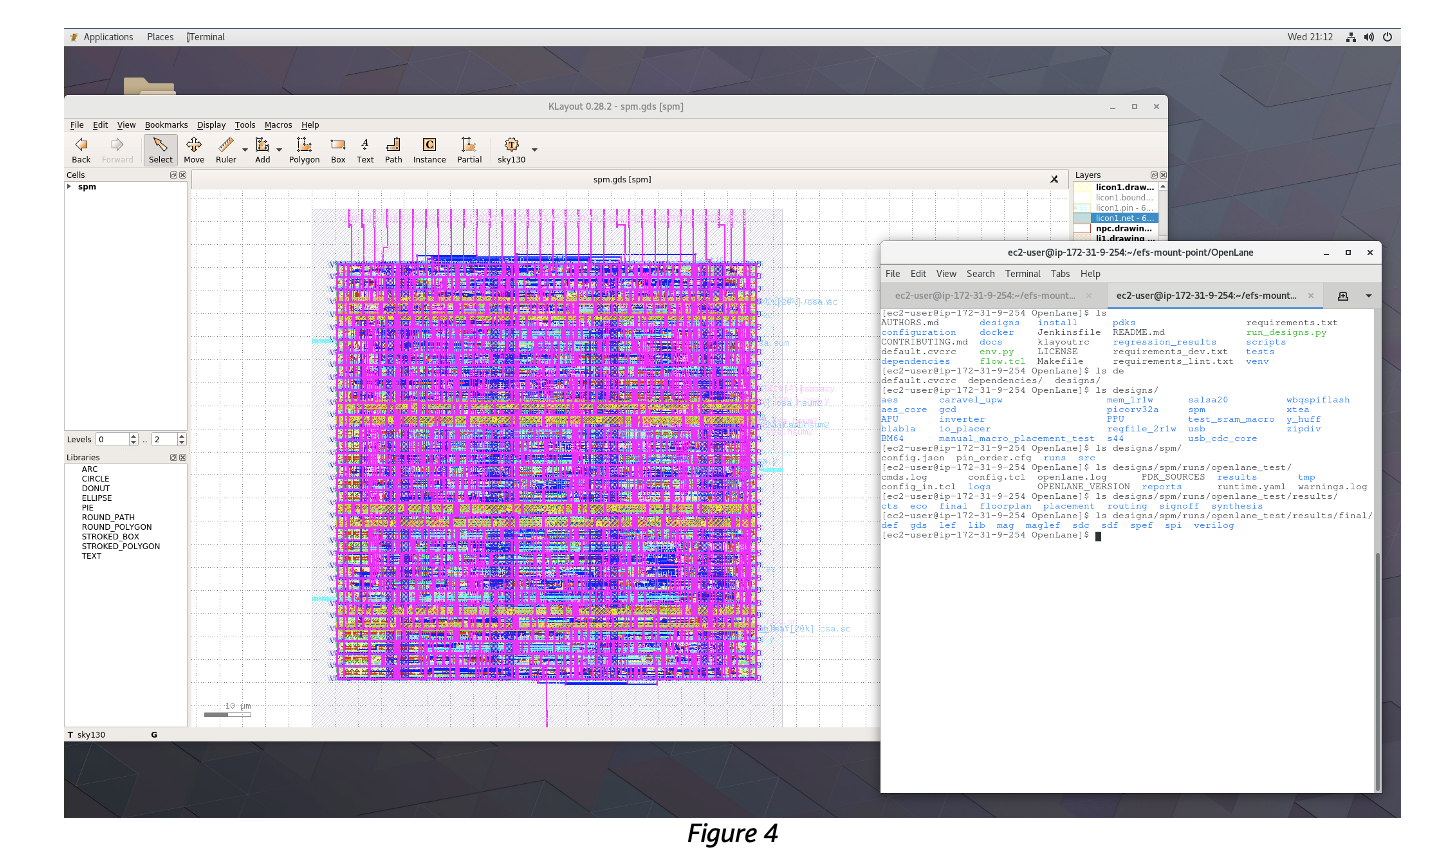 Applications Places Terminal Wed 21:12
KLayout 0.28.2 - spm.gds [spm]
File Edit View Bookmarks Display Tools Macros Help
Back Forward Select Move Ruler Add Polygon Box Text Path Instance Partial sky130
Cells
spm
spm.gds [spm]
Layers
licon1.draw...
licon1.bound...
licon1.pin - 6...
licon1.net - 6...
npc.drawin...
li1.drawing ...
Levels 0 .. 2
Libraries
ARC
CIRCLE
DONUT
ELLIPSE
PIE
ROUND_PATH
ROUND_POLYGON
STROKED_BOX
STROKED_POLYGON
TEXT
10 µm
T sky130 G
ec2-user@ip-172-31-9-254:~/efs-mount-point/OpenLane
File Edit View Search Terminal Tabs Help
ec2-user@ip-172-31-9-254:~/efs-mount... ec2-user@ip-172-31-9-254:~/efs-mount...
[ec2-user@ip-172-31-9-254 OpenLane]$ ls
AUTHORS.md designs install pdks requirements.txt
configuration docker Jenkinsfile README.md run_designs.py
CONTRIBUTING.md docs klayoutrc regression_results scripts
default.cvcrc env.py LICENSE requirements_dev.txt tests
dependencies flow.tcl Makefile requirements_lint.txt venv
[ec2-user@ip-172-31-9-254 OpenLane]$ ls de
default.cvcrc dependencies/ designs/
[ec2-user@ip-172-31-9-254 OpenLane]$ ls designs/
aes caravel_upw mem_1r1w salsa20 wbqspiflash
aes_core gcd picorv32a spm xtea
APU inverter PPU test_sram_macro y_huff
blabla io_placer regfile_2r1w usb zipdiv
BM64 manual_macro_placement_test s44 usb_cdc_core
[ec2-user@ip-172-31-9-254 OpenLane]$ ls designs/spm/
config.json pin_order.cfg runs src
[ec2-user@ip-172-31-9-254 OpenLane]$ ls designs/spm/runs/openlane_test/
cmds.log config.tcl openlane.log PDK_SOURCES results tmp
config_in.tcl logs OPENLANE_VERSION reports runtime.yaml warnings.log
[ec2-user@ip-172-31-9-254 OpenLane]$ ls designs/spm/runs/openlane_test/results/
cts eco final floorplan placement routing signoff synthesis
[ec2-user@ip-172-31-9-254 OpenLane]$ ls designs/spm/runs/openlane_test/results/final/
def gds lef lib mag maglef sdc sdf spef spi verilog
[ec2-user@ip-172-31-9-254 OpenLane]$
Figure 4